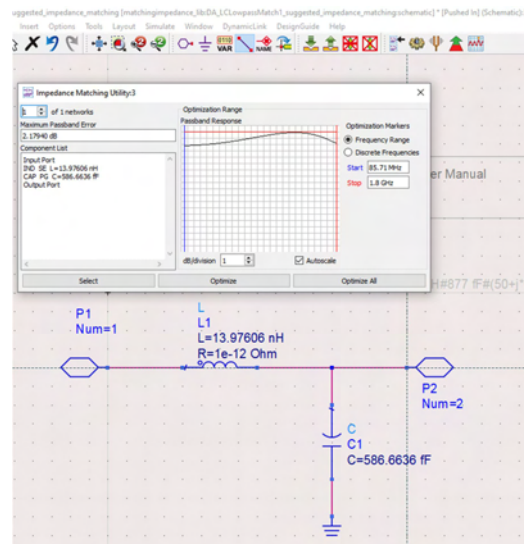 uggested_impedance_matching [matchingimpedance_lib:DA_LCLowpassMatch1_suggested_impedance_matching:schematic] * [Pushed In] (Schematic):
Insert Options Tools Layout Simulate Window DynamicLink DesignGuide Help
VAR
NAME
Impedance Matching Utility:3
of 1 networks
Maximum Passband Error
2.17940 dB
Component List
Input Port
IND SE L=13.97606 nH
CAP PG C=586.6636 fF
Output Port
Optimization Range
Passband Response
dB/division 1
Autoscale
Optimization Markers
Frequency Range
Discrete Frequencies
Start 85.71 MHz
Stop 1.8 GHz
Select Optimize Optimize All
er Manual
H#877 fF#(50+j*
P1
Num=1
L
L1
L=13.97606 nH
R=1e-12 Ohm
P2
Num=2
C
C1
C=586.6636 fF